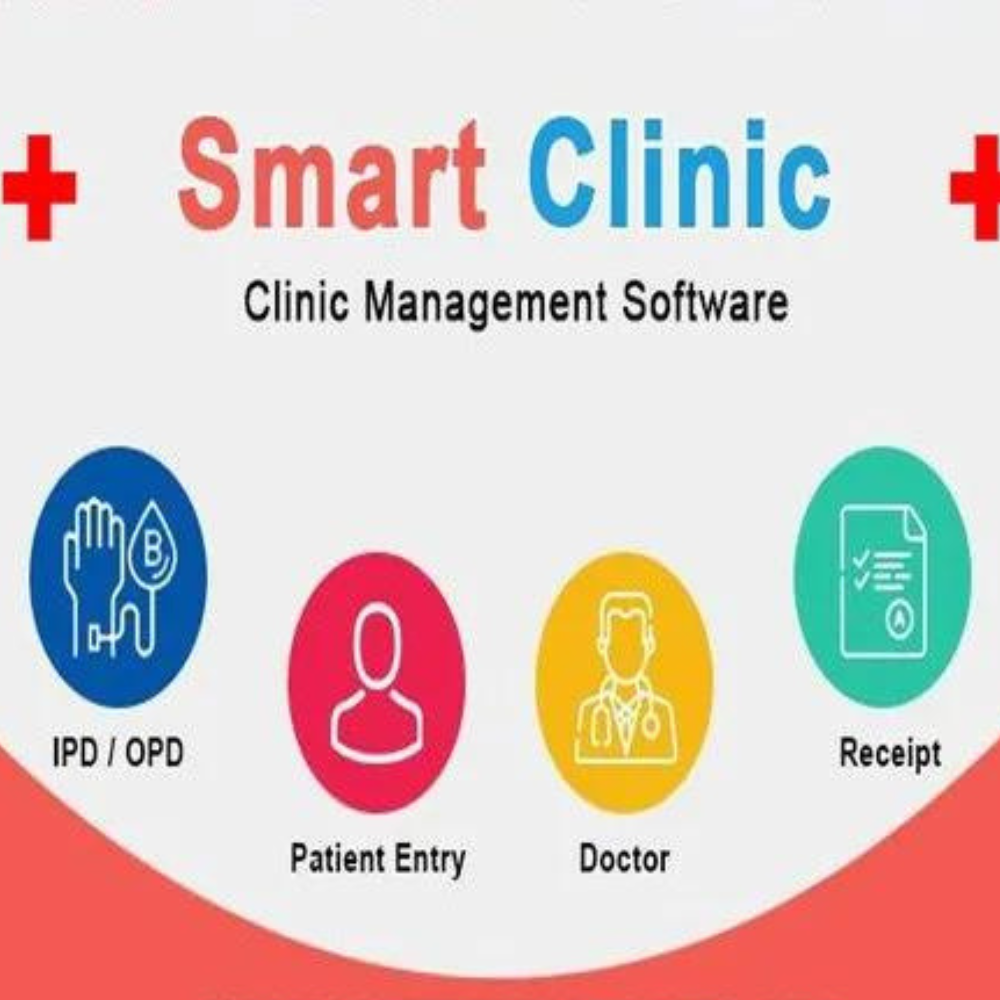 Smart Clinic
Clinic Management Software
B
A
IPD / OPD
Receipt
Patient Entry
Doctor